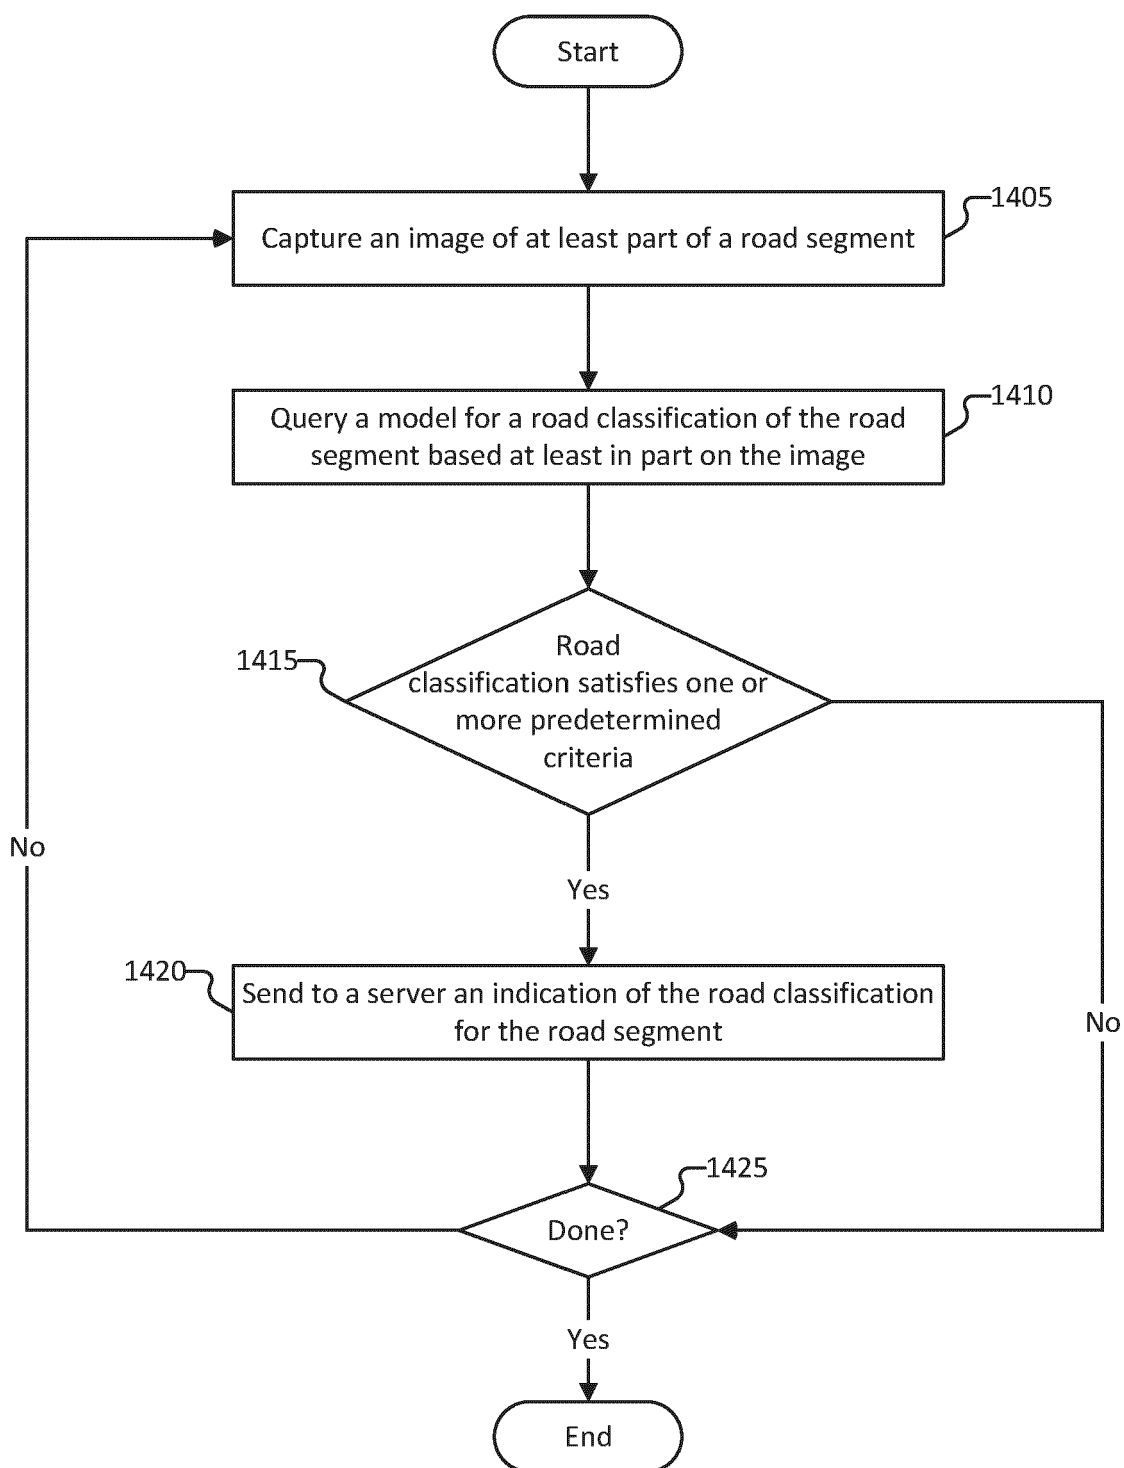 Start
1405
Capture an image of at least part of a road segment
1410
Query a model for a road classification of the road
segment based at least in part on the image
1415
Road
classification satisfies one or
more predetermined
criteria
No
Yes
1420
Send to a server an indication of the road classification
for the road segment
No
1425
Done?
Yes
End